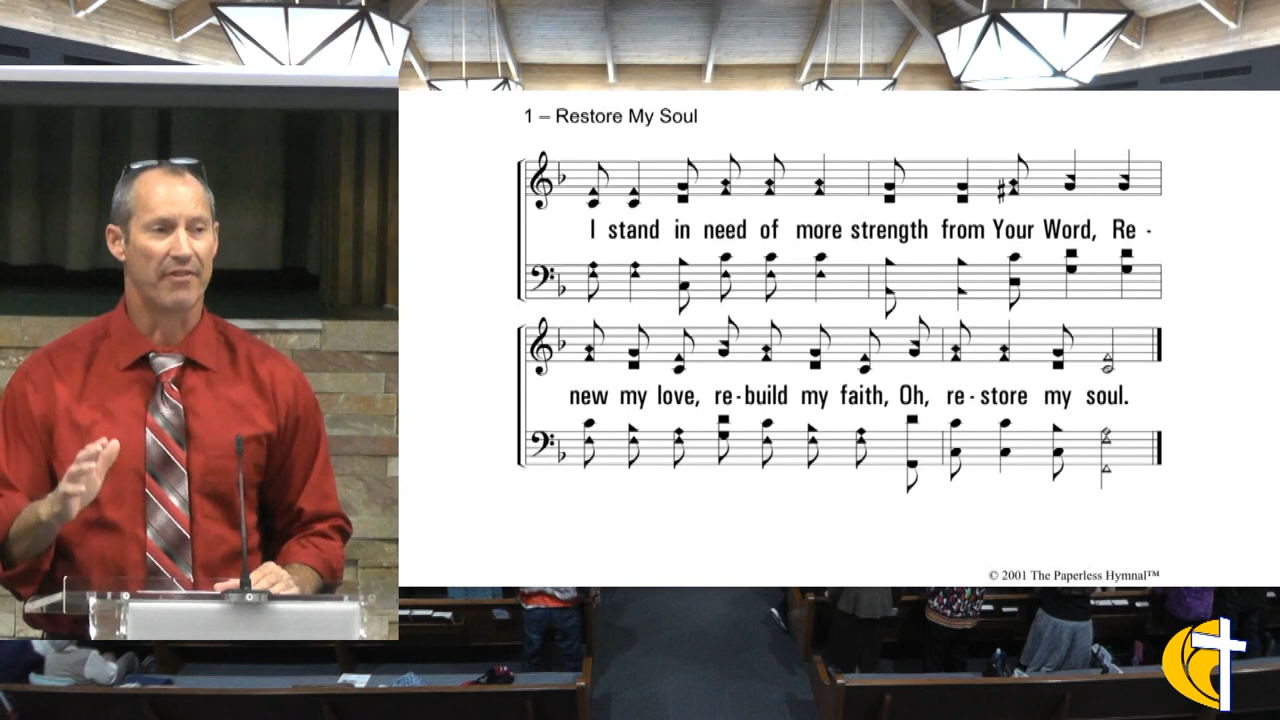 1 – Restore My Soul
I stand in need of more strength from Your Word, Re -
new my love, re - build my faith, Oh, re - store my soul.
© 2001 The Paperless Hymnal™